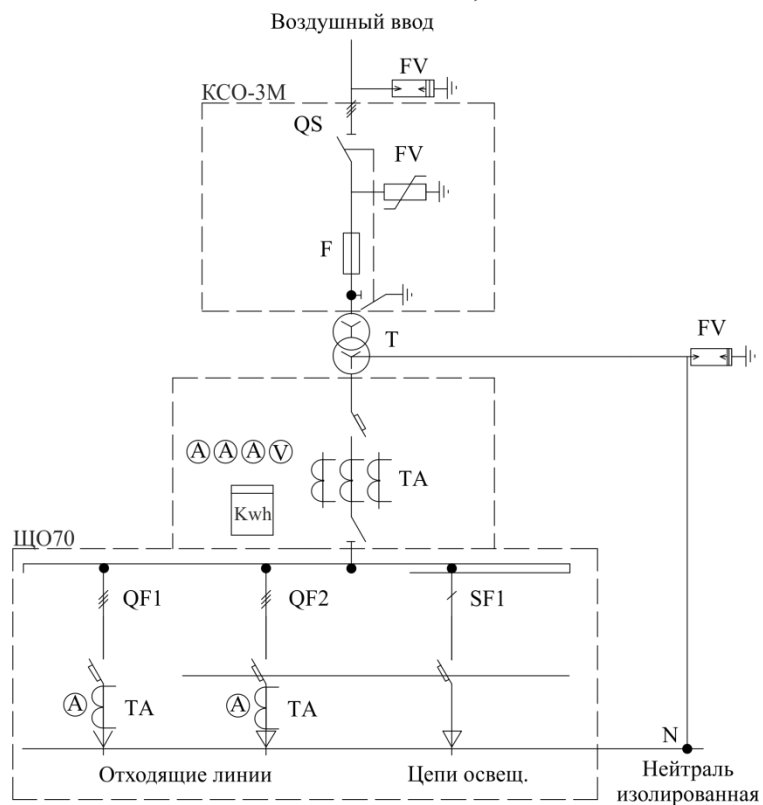 Воздушный ввод
FV
КСО-3М
QS
FV
F
T
FV
A A A V
TA
Kwh
ЩО70
QF1 QF2 SF1
A TA A TA
N
Отходящие линии Цепи освещ. Нейтраль
изолированная